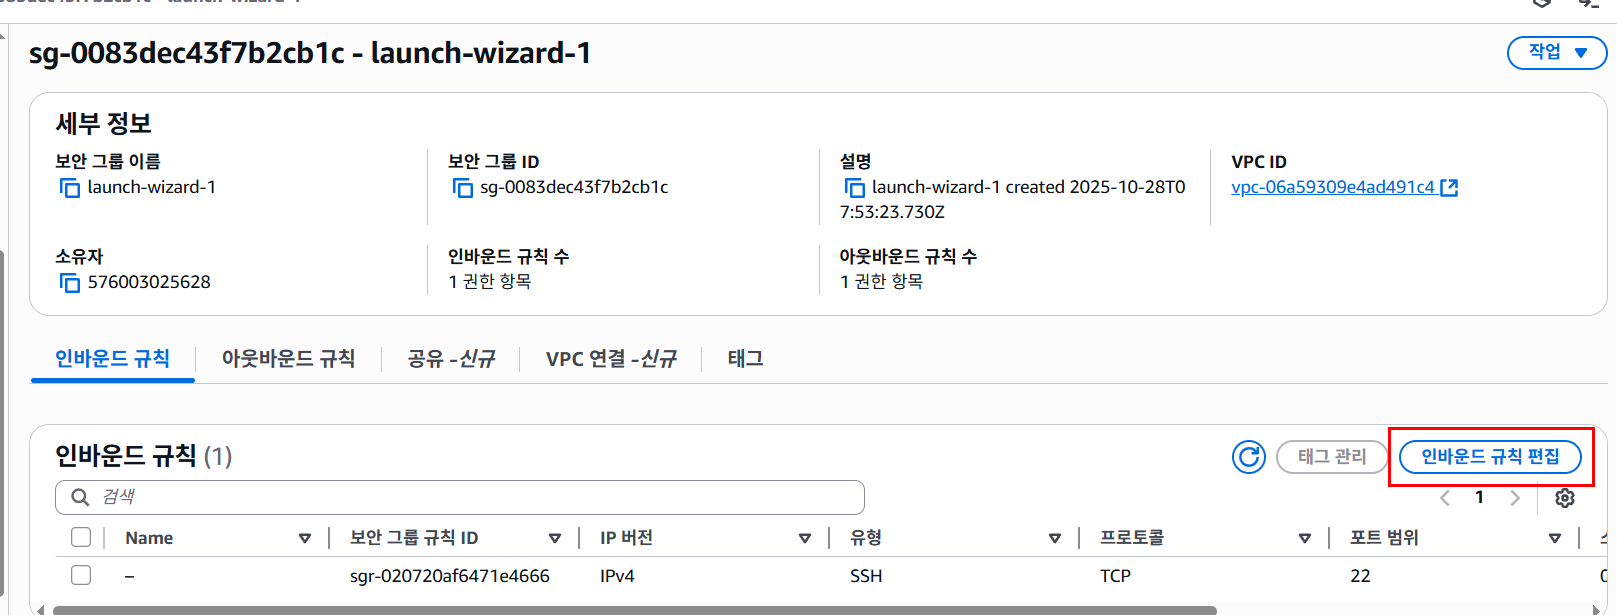 sg-0083dec43f7b2cb1c - launch-wizard-1
작업
세부 정보
보안 그룹 이름
launch-wizard-1
보안 그룹 ID
sg-0083dec43f7b2cb1c
설명
launch-wizard-1 created 2025-10-28T0
7:53:23.730Z
VPC ID
vpc-06a59309e4ad491c4
소유자
576003025628
인바운드 규칙 수
1 권한 항목
아웃바운드 규칙 수
1 권한 항목
인바운드 규칙 아웃바운드 규칙 공유 -신규 VPC 연결 -신규 태그
인바운드 규칙 (1)
태그 관리
인바운드 규칙 편집
검색
1
Name 보안 그룹 규칙 ID IP 버전 유형 프로토콜 포트 범위
– sgr-020720af6471e4666 IPv4 SSH TCP 22